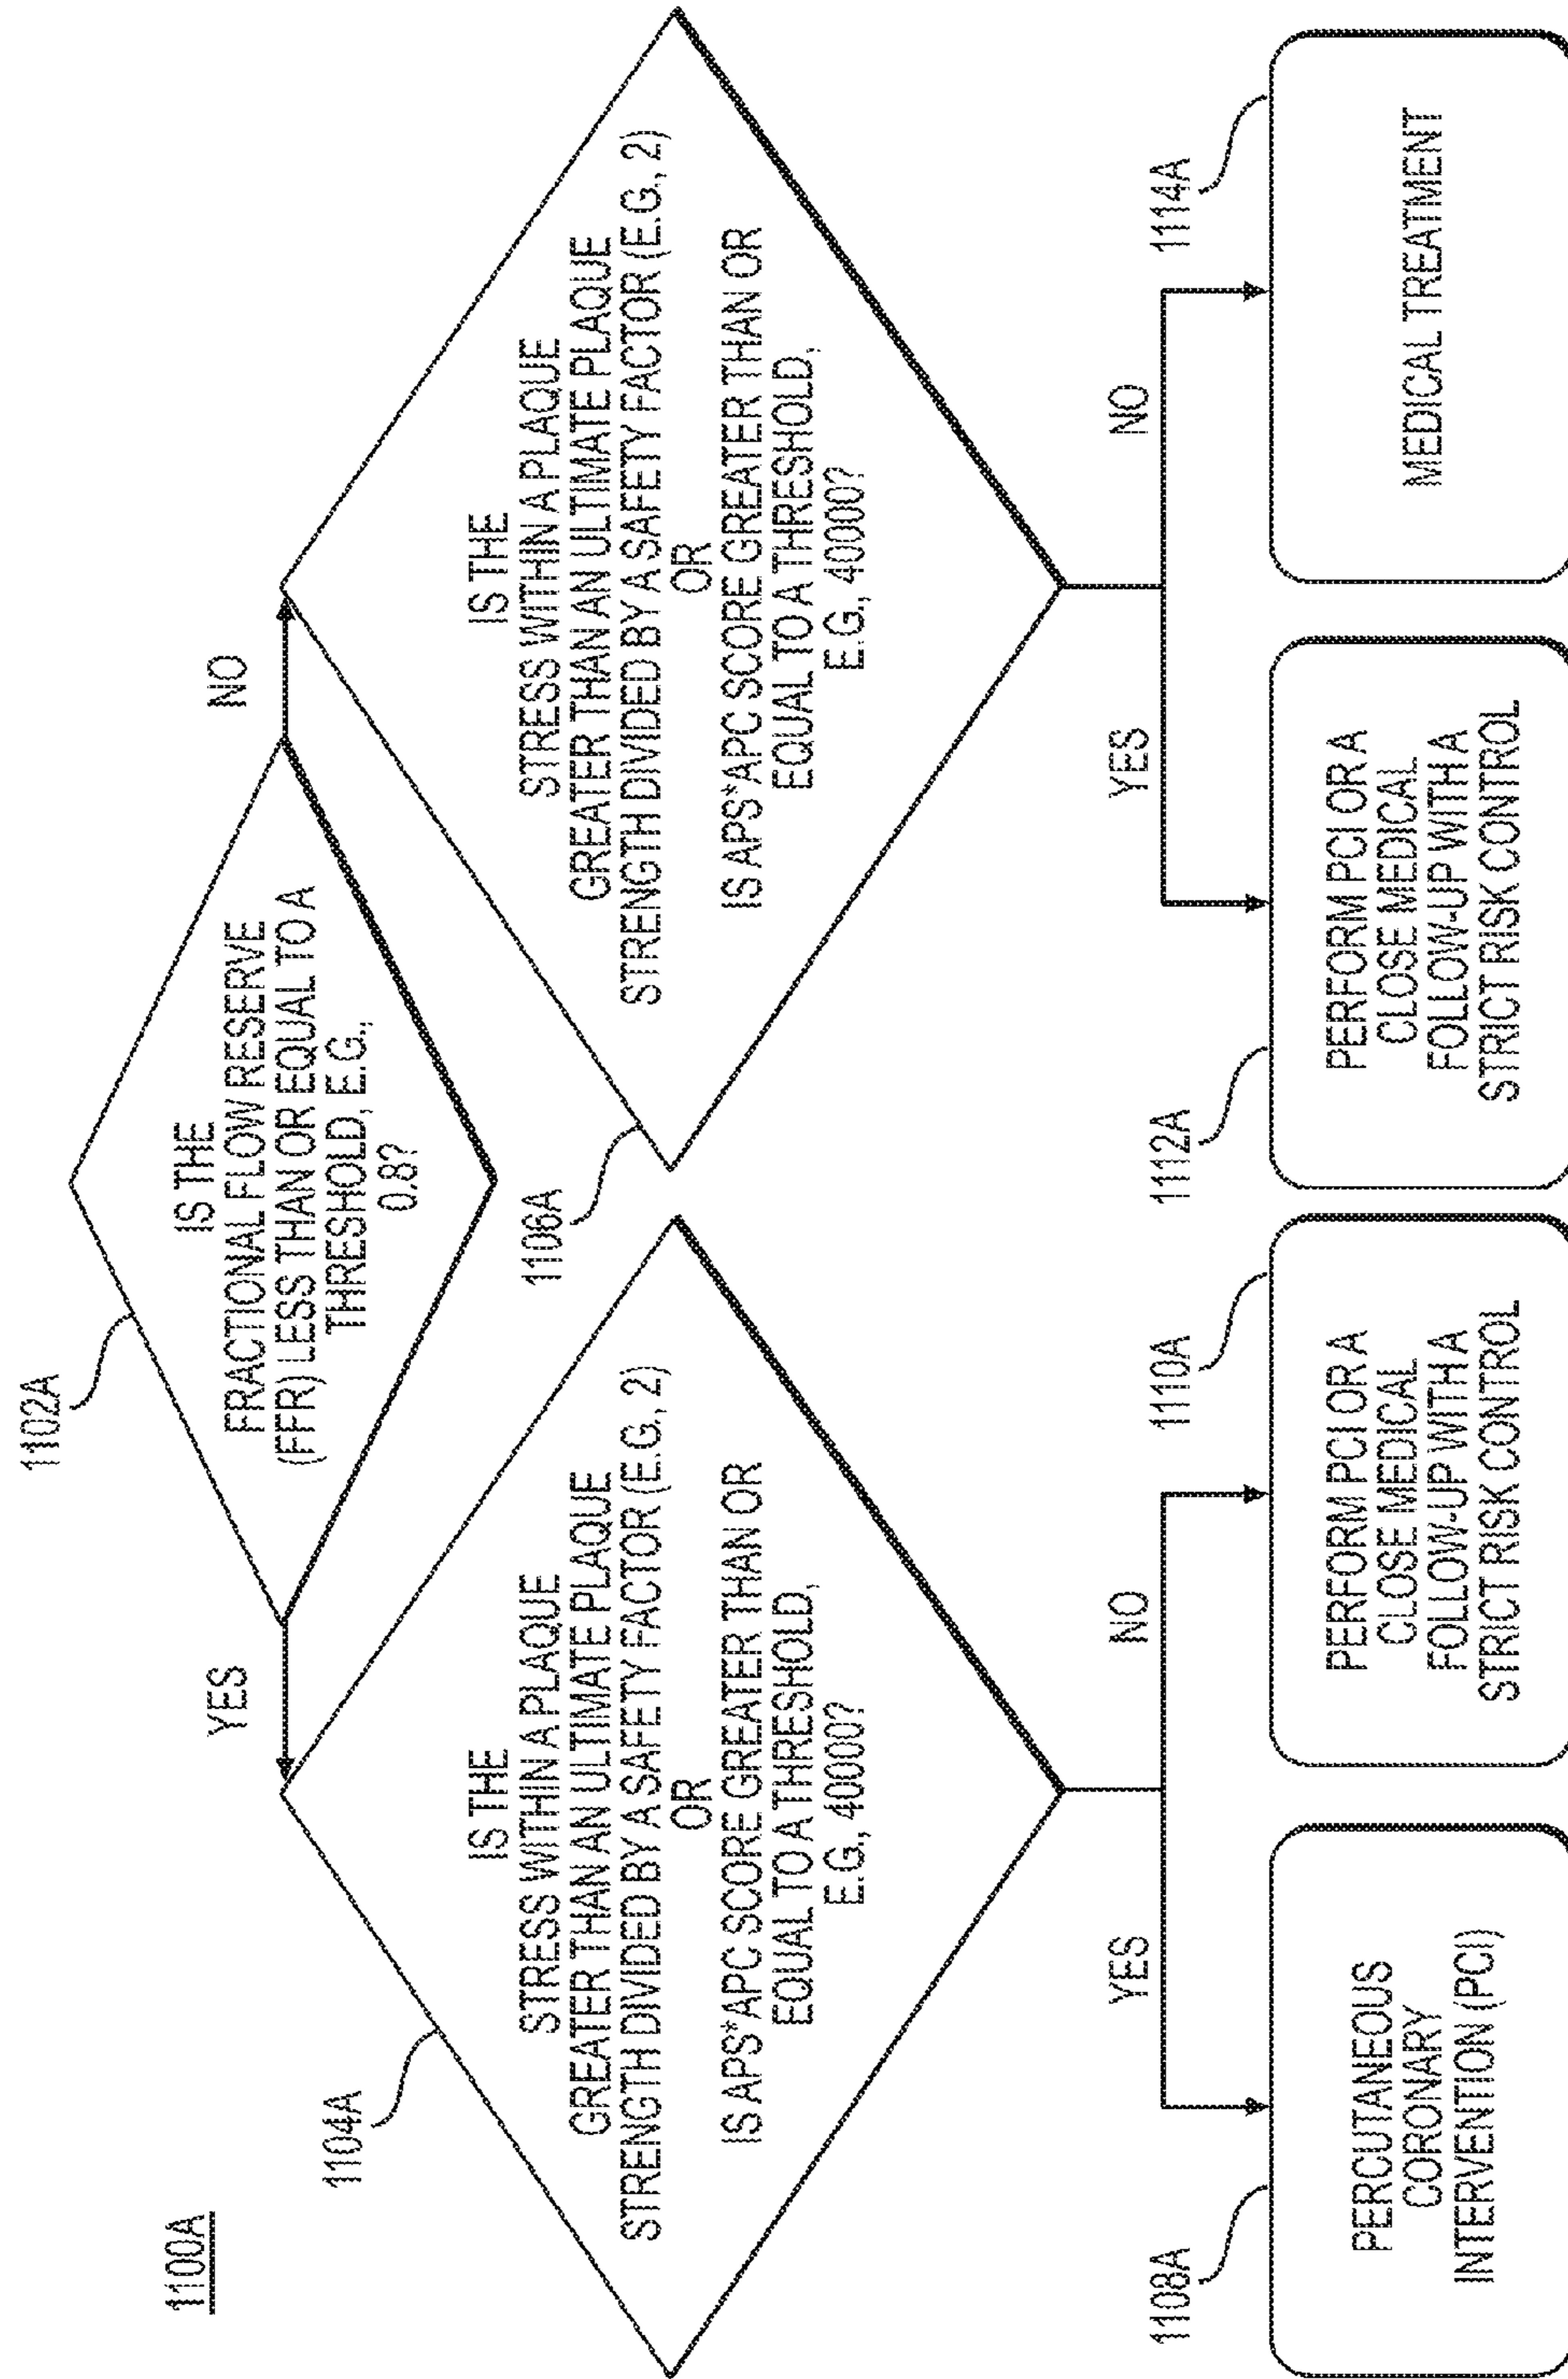 1100A
1102A
IS THE
FRACTIONAL FLOW RESERVE
(FFR) LESS THAN OR EQUAL TO A
THRESHOLD, E.G.,
0.8?
YES
NO
1104A
IS THE
STRESS WITHIN A PLAQUE
GREATER THAN AN ULTIMATE PLAQUE
STRENGTH DIVIDED BY A SAFETY FACTOR (E.G., 2)
OR
IS APS*APC SCORE GREATER THAN OR
EQUAL TO A THRESHOLD,
E.G., 40000?
1106A
IS THE
STRESS WITHIN A PLAQUE
GREATER THAN AN ULTIMATE PLAQUE
STRENGTH DIVIDED BY A SAFETY FACTOR (E.G., 2)
OR
IS APS*APC SCORE GREATER THAN OR
EQUAL TO A THRESHOLD,
E.G., 40000?
YES
NO
YES
NO
1108A
PERCUTANEOUS
CORONARY
INTERVENTION (PCI)
1110A
PERFORM PCI OR A
CLOSE MEDICAL
FOLLOW-UP WITH A
STRICT RISK CONTROL
1112A
PERFORM PCI OR A
CLOSE MEDICAL
FOLLOW-UP WITH A
STRICT RISK CONTROL
1114A
MEDICAL TREATMENT